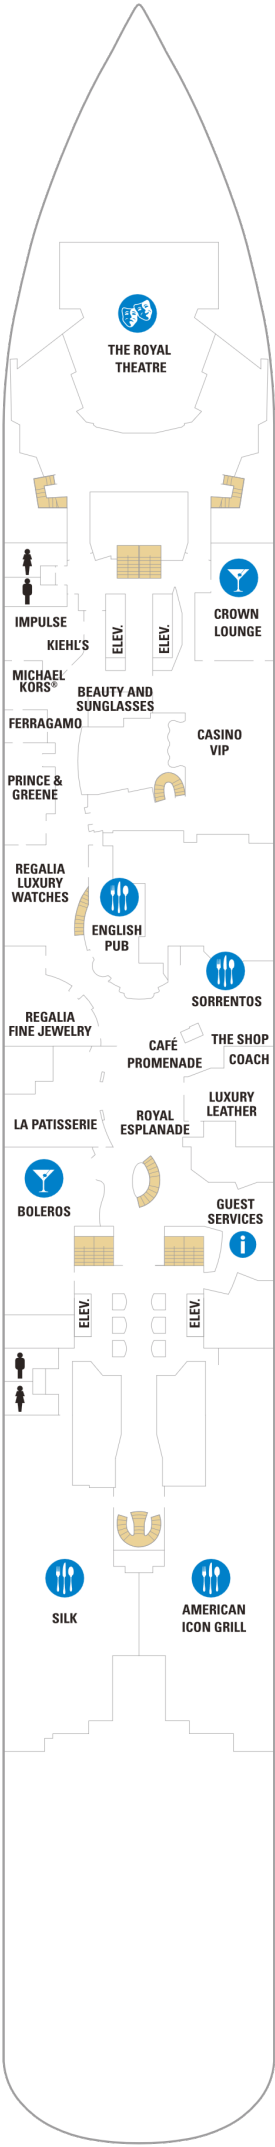 THE ROYAL
THEATRE
CROWN
LOUNGE
IMPULSE
ELEV.
ELEV.
KIEHL'S
MICHAEL
KORS®
BEAUTY AND
SUNGLASSES
FERRAGAMO
CASINO
VIP
PRINCE &
GREENE
REGALIA
LUXURY
WATCHES
ENGLISH
PUB
SORRENTOS
REGALIA
FINE JEWELRY
CAFÉ
PROMENADE
THE SHOP
COACH
LUXURY
LEATHER
LA PATISSERIE
ROYAL
ESPLANADE
BOLEROS
GUEST
SERVICES
i
ELEV.
ELEV.
SILK
AMERICAN
ICON GRILL